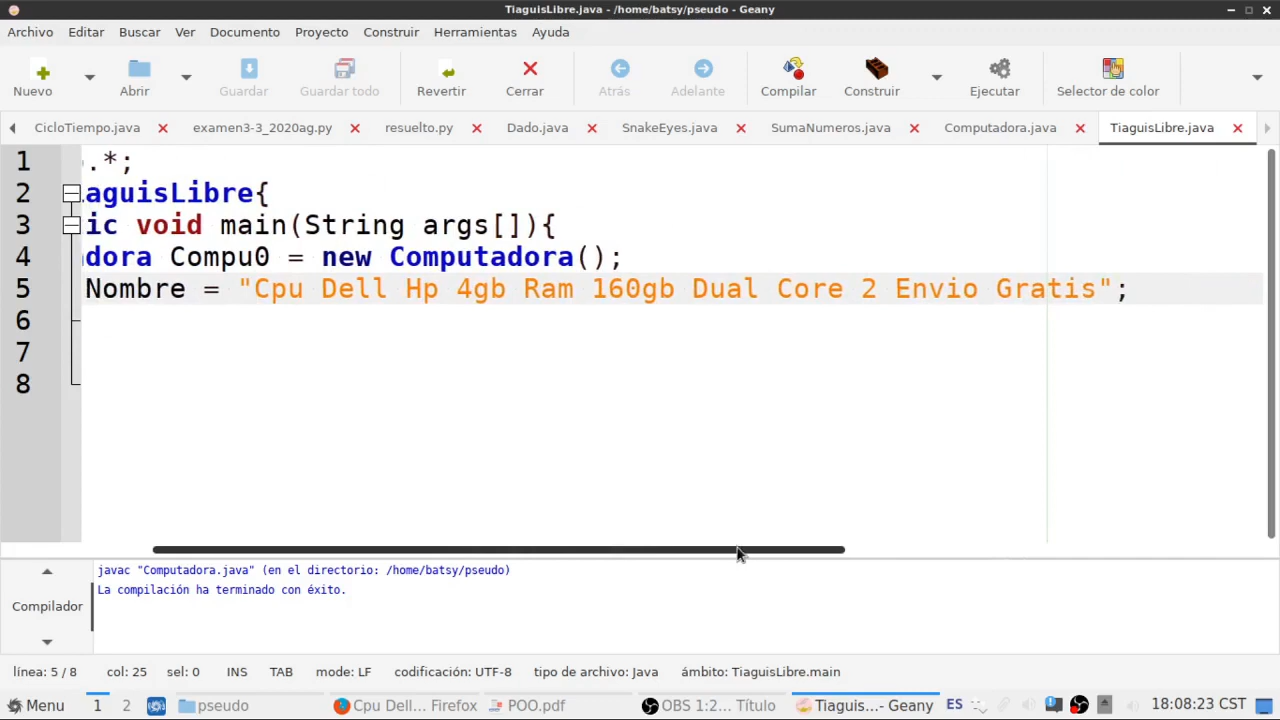 TiaguisLibre.java - /home/batsy/pseudo - Geany
Archivo Editar Buscar Ver Documento Proyecto Construir Herramientas Ayuda
Nuevo Abrir Guardar Guardar todo Revertir Cerrar Atrás Adelante Compilar Construir Ejecutar Selector de color
CicloTiempo.java examen3-3_2020ag.py resuelto.py Dado.java SnakeEyes.java SumaNumeros.java Computadora.java TiaguisLibre.java
1 .*;
2 aguisLibre{
3 ic void main(String args[]){
4 dora Compu0 = new Computadora();
5 Nombre = "Cpu Dell Hp 4gb Ram 160gb Dual Core 2 Envio Gratis";
6
7
8
javac "Computadora.java" (en el directorio: /home/batsy/pseudo)
La compilación ha terminado con éxito.
Compilador
línea: 5 / 8 col: 25 sel: 0 INS TAB mode: LF codificación: UTF-8 tipo de archivo: Java ámbito: TiaguisLibre.main
Menu 1 2 pseudo Cpu Dell... Firefox POO.pdf OBS 1:2... Título Tiaguis...- Geany ES 18:08:23 CST